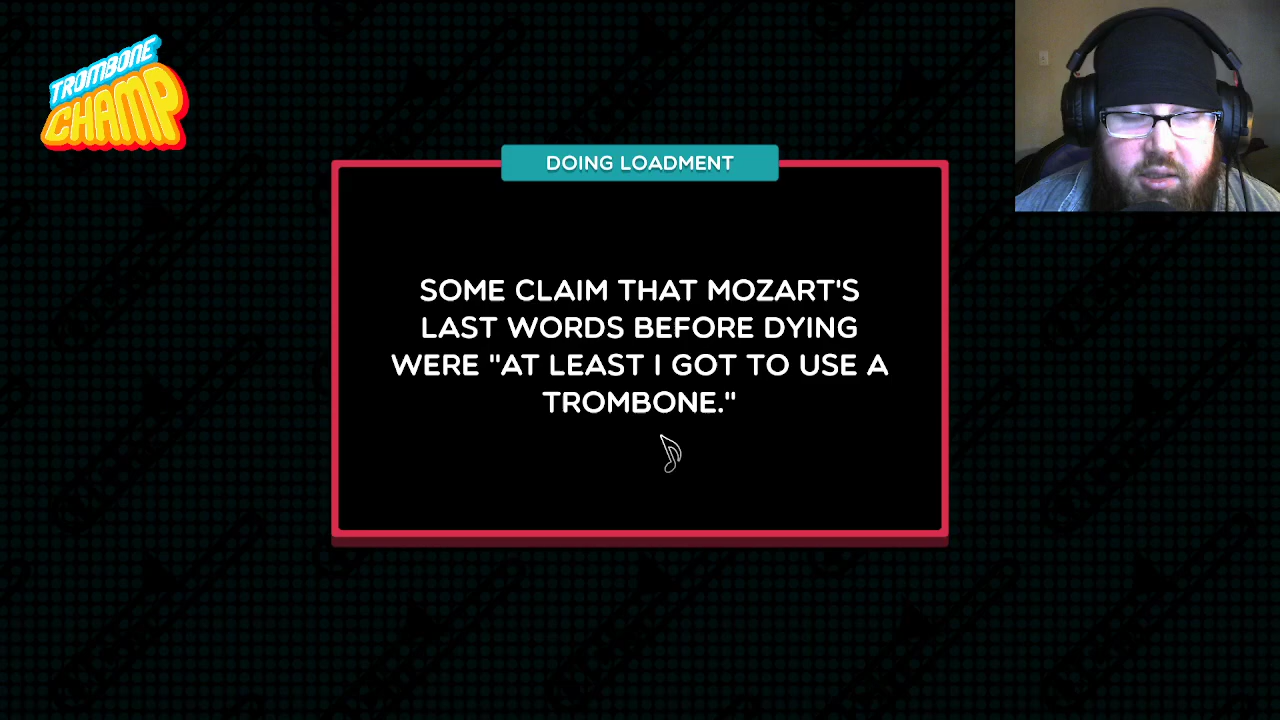 TROMBONE
CHAMP
DOING LOADMENT
SOME CLAIM THAT MOZART'S
LAST WORDS BEFORE DYING
WERE "AT LEAST I GOT TO USE A
TROMBONE."